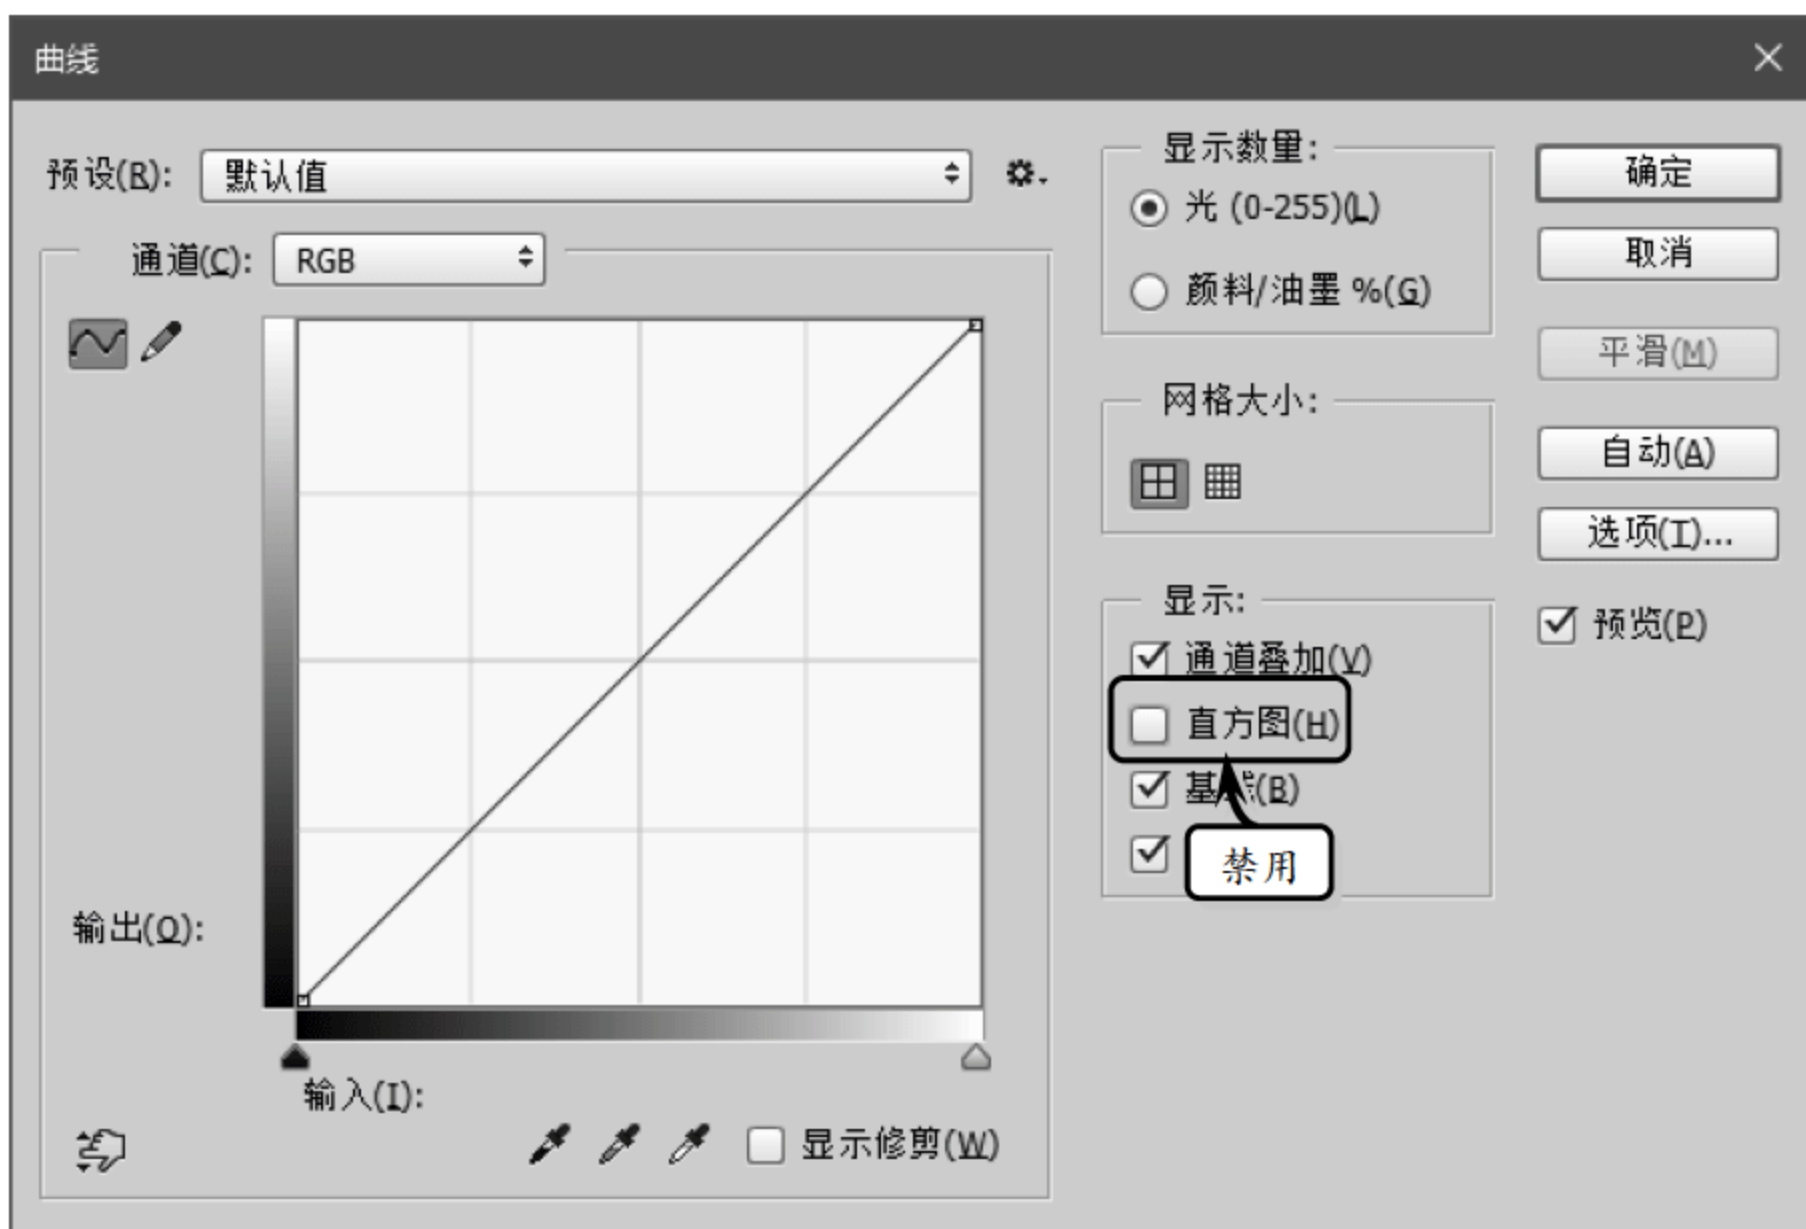 曲线
预设(R):
默认值
通道(C):
RGB
输出(O):
输入(I):
显示修剪(W)
显示数量:
光 (0-255)(L)
颜料/油墨 %(G)
网格大小:
显示:
通道叠加(V)
直方图(H)
基线(B)
禁用
确定
取消
平滑(M)
自动(A)
选项(T)...
预览(P)